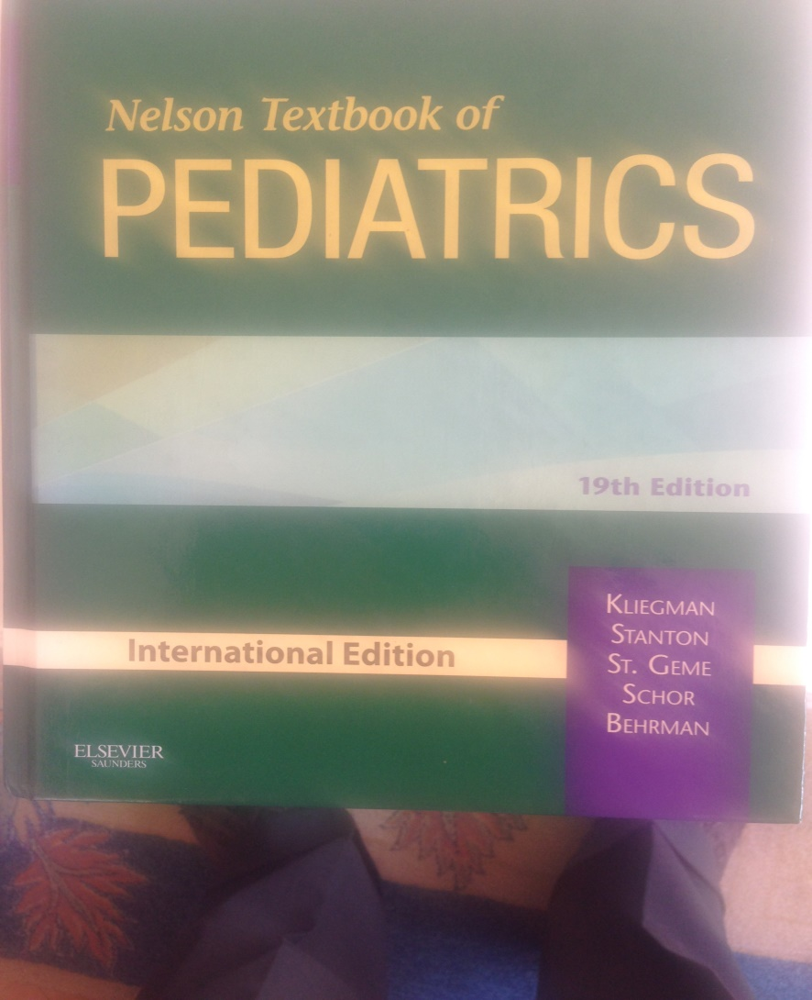 Nelson Textbook of
PEDIATRICS
19th Edition
International Edition
KLIEGMAN
STANTON
ST. GEME
SCHOR
BEHRMAN
ELSEVIER
SAUNDERS